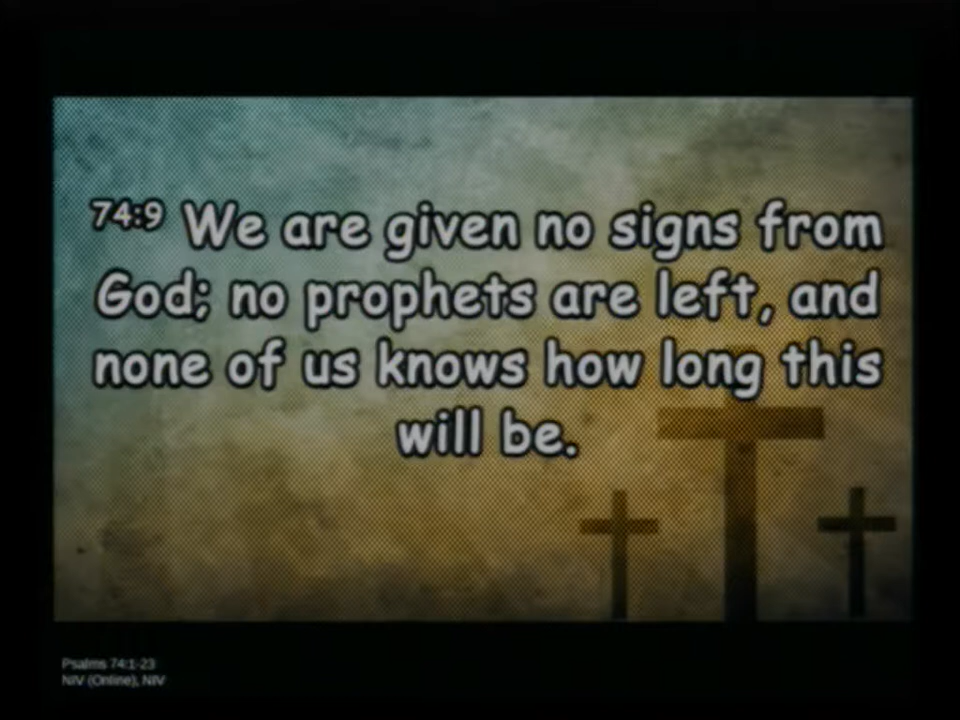 74:9 We are given no signs from
God; no prophets are left, and
none of us knows how long this
will be.
Psalms 74:1-23
NIV (Online), NIV